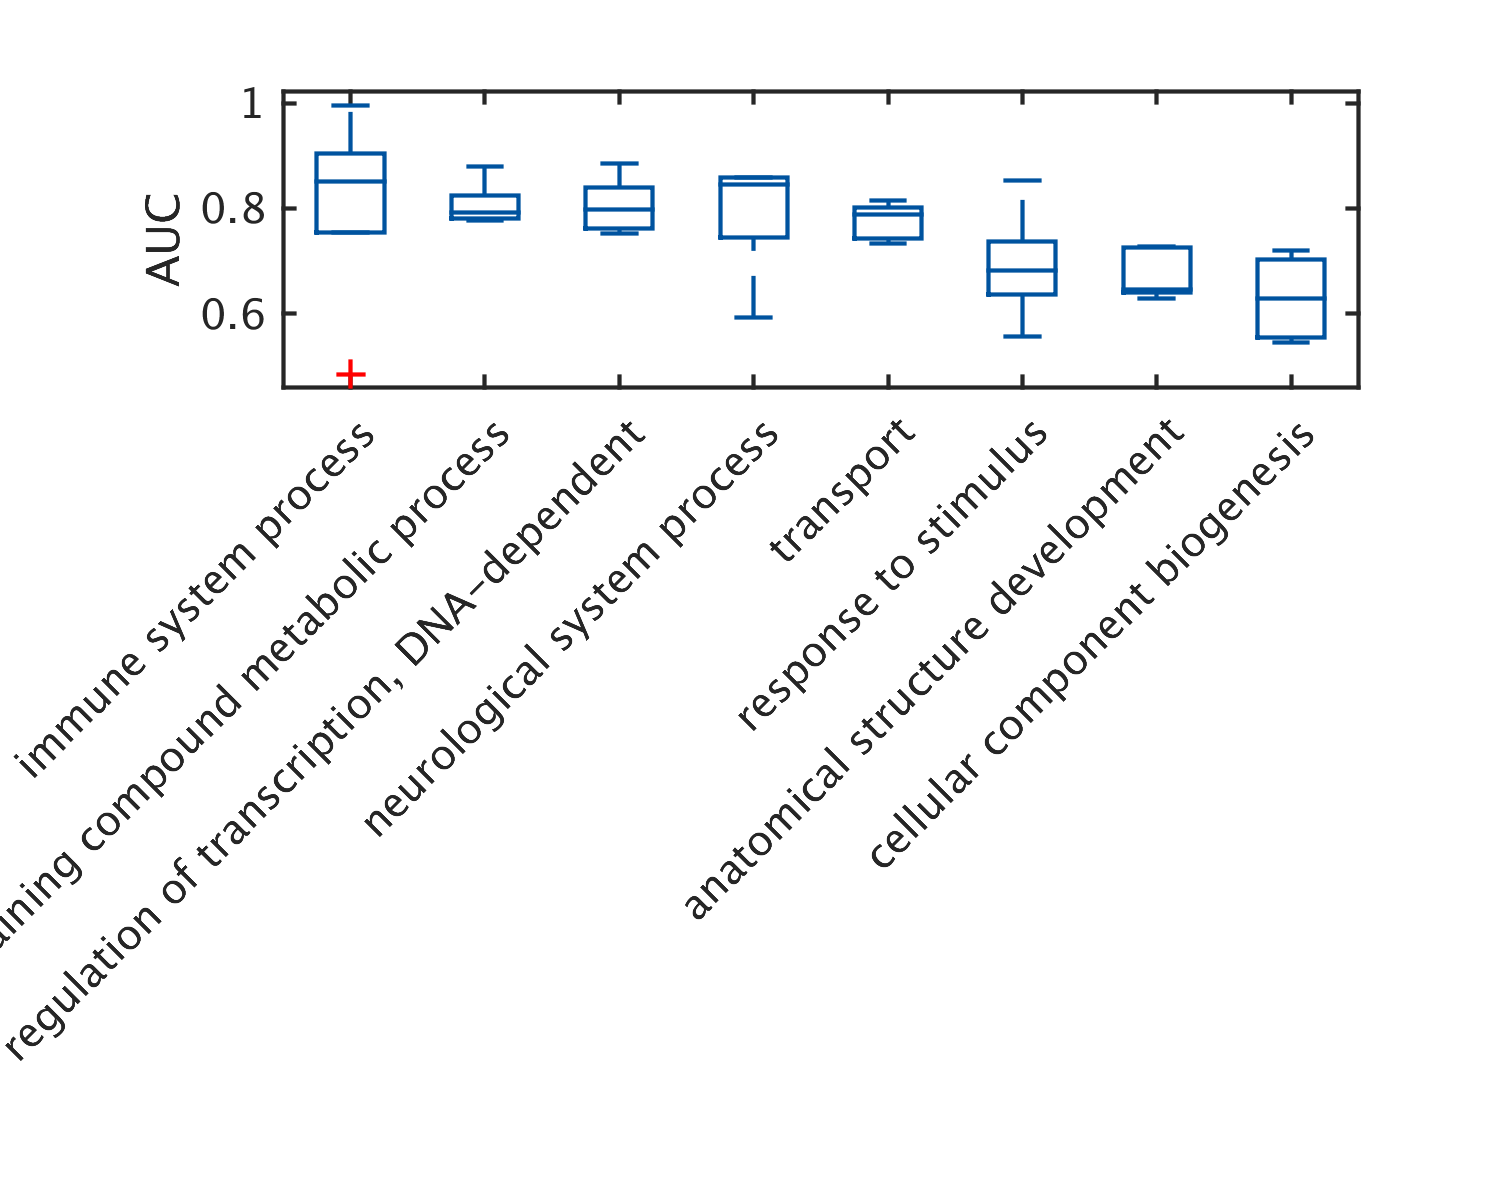 AUC
1
0.8
0.6
immune system process
compound metabolic process
regulation of transcription, DNA−dependent
neurological system process
transport
response to stimulus
anatomical structure development
cellular component biogenesis